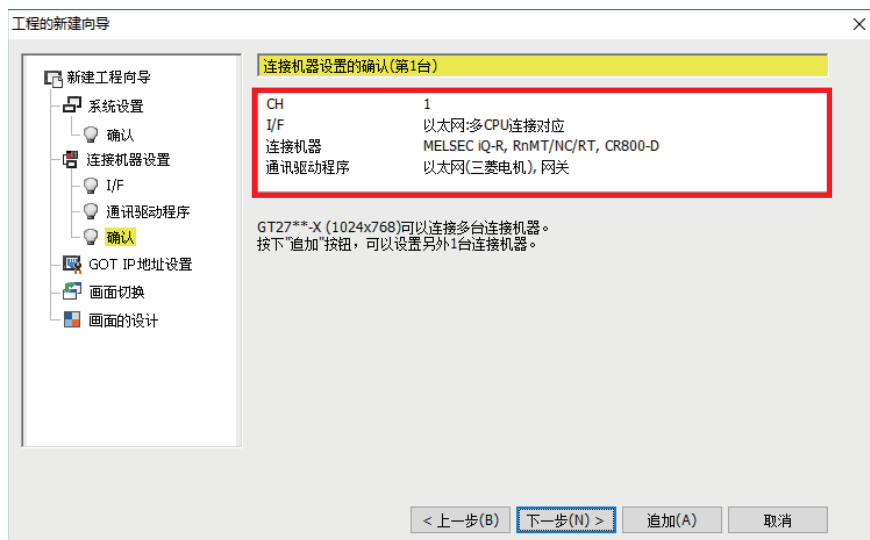 工程的新建向导
新建工程向导
系统设置
确认
连接机器设置
I/F
通讯驱动程序
确认
GOT IP地址设置
画面切换
画面的设计
连接机器设置的确认(第1台)
CH 1
I/F 以太网:多CPU连接对应
连接机器 MELSEC iQ-R, RnMT/NC/RT, CR800-D
通讯驱动程序 以太网(三菱电机), 网关
GT27**-X (1024x768)可以连接多台连接机器。
按下"追加"按钮，可以设置另外1台连接机器。
< 上一步(B) 下一步(N) > 追加(A) 取消